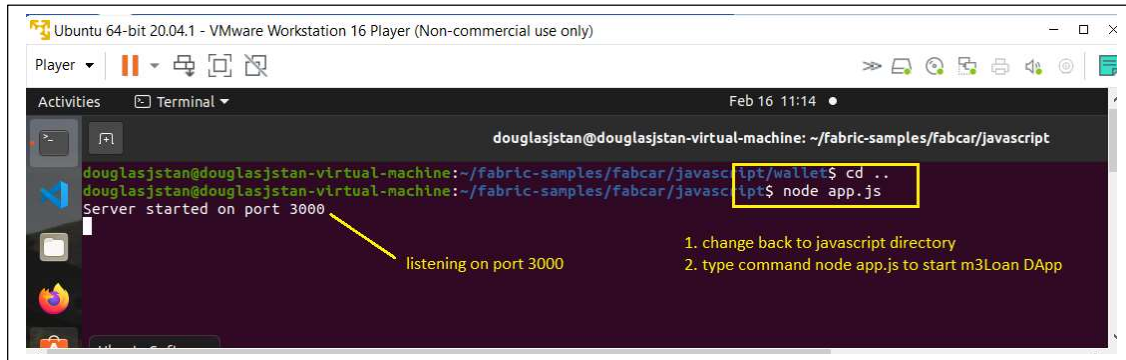 Ubuntu 64-bit 20.04.1 - VMware Workstation 16 Player (Non-commercial use only)
Player
Activities Terminal Feb 16 11:14
douglasjstan@douglasjstan-virtual-machine: ~/fabric-samples/fabcar/javascript
douglasjstan@douglasjstan-virtual-machine:~/fabric-samples/fabcar/javascript/wallet$ cd ..
douglasjstan@douglasjstan-virtual-machine:~/fabric-samples/fabcar/javascript$ node app.js
Server started on port 3000
listening on port 3000
1. change back to javascript directory
2. type command node app.js to start m3Loan DApp